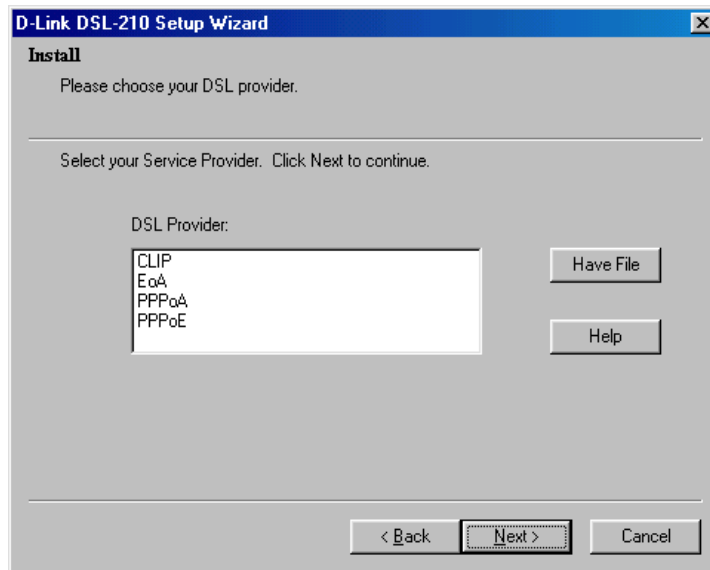 D-Link DSL-210 Setup Wizard
Install
Please choose your DSL provider.
Select your Service Provider.  Click Next to continue.
DSL Provider:
CLIP
EoA
PPPoA
PPPoE
Have File
Help
< Back
Next >
Cancel